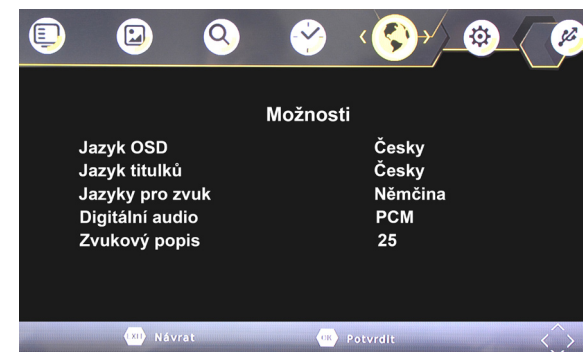 Možnosti
Jazyk OSD Česky
Jazyk titulků Česky
Jazyky pro zvuk Němčina
Digitální audio PCM
Zvukový popis 25
EXIT Návrat OK Potvrdit